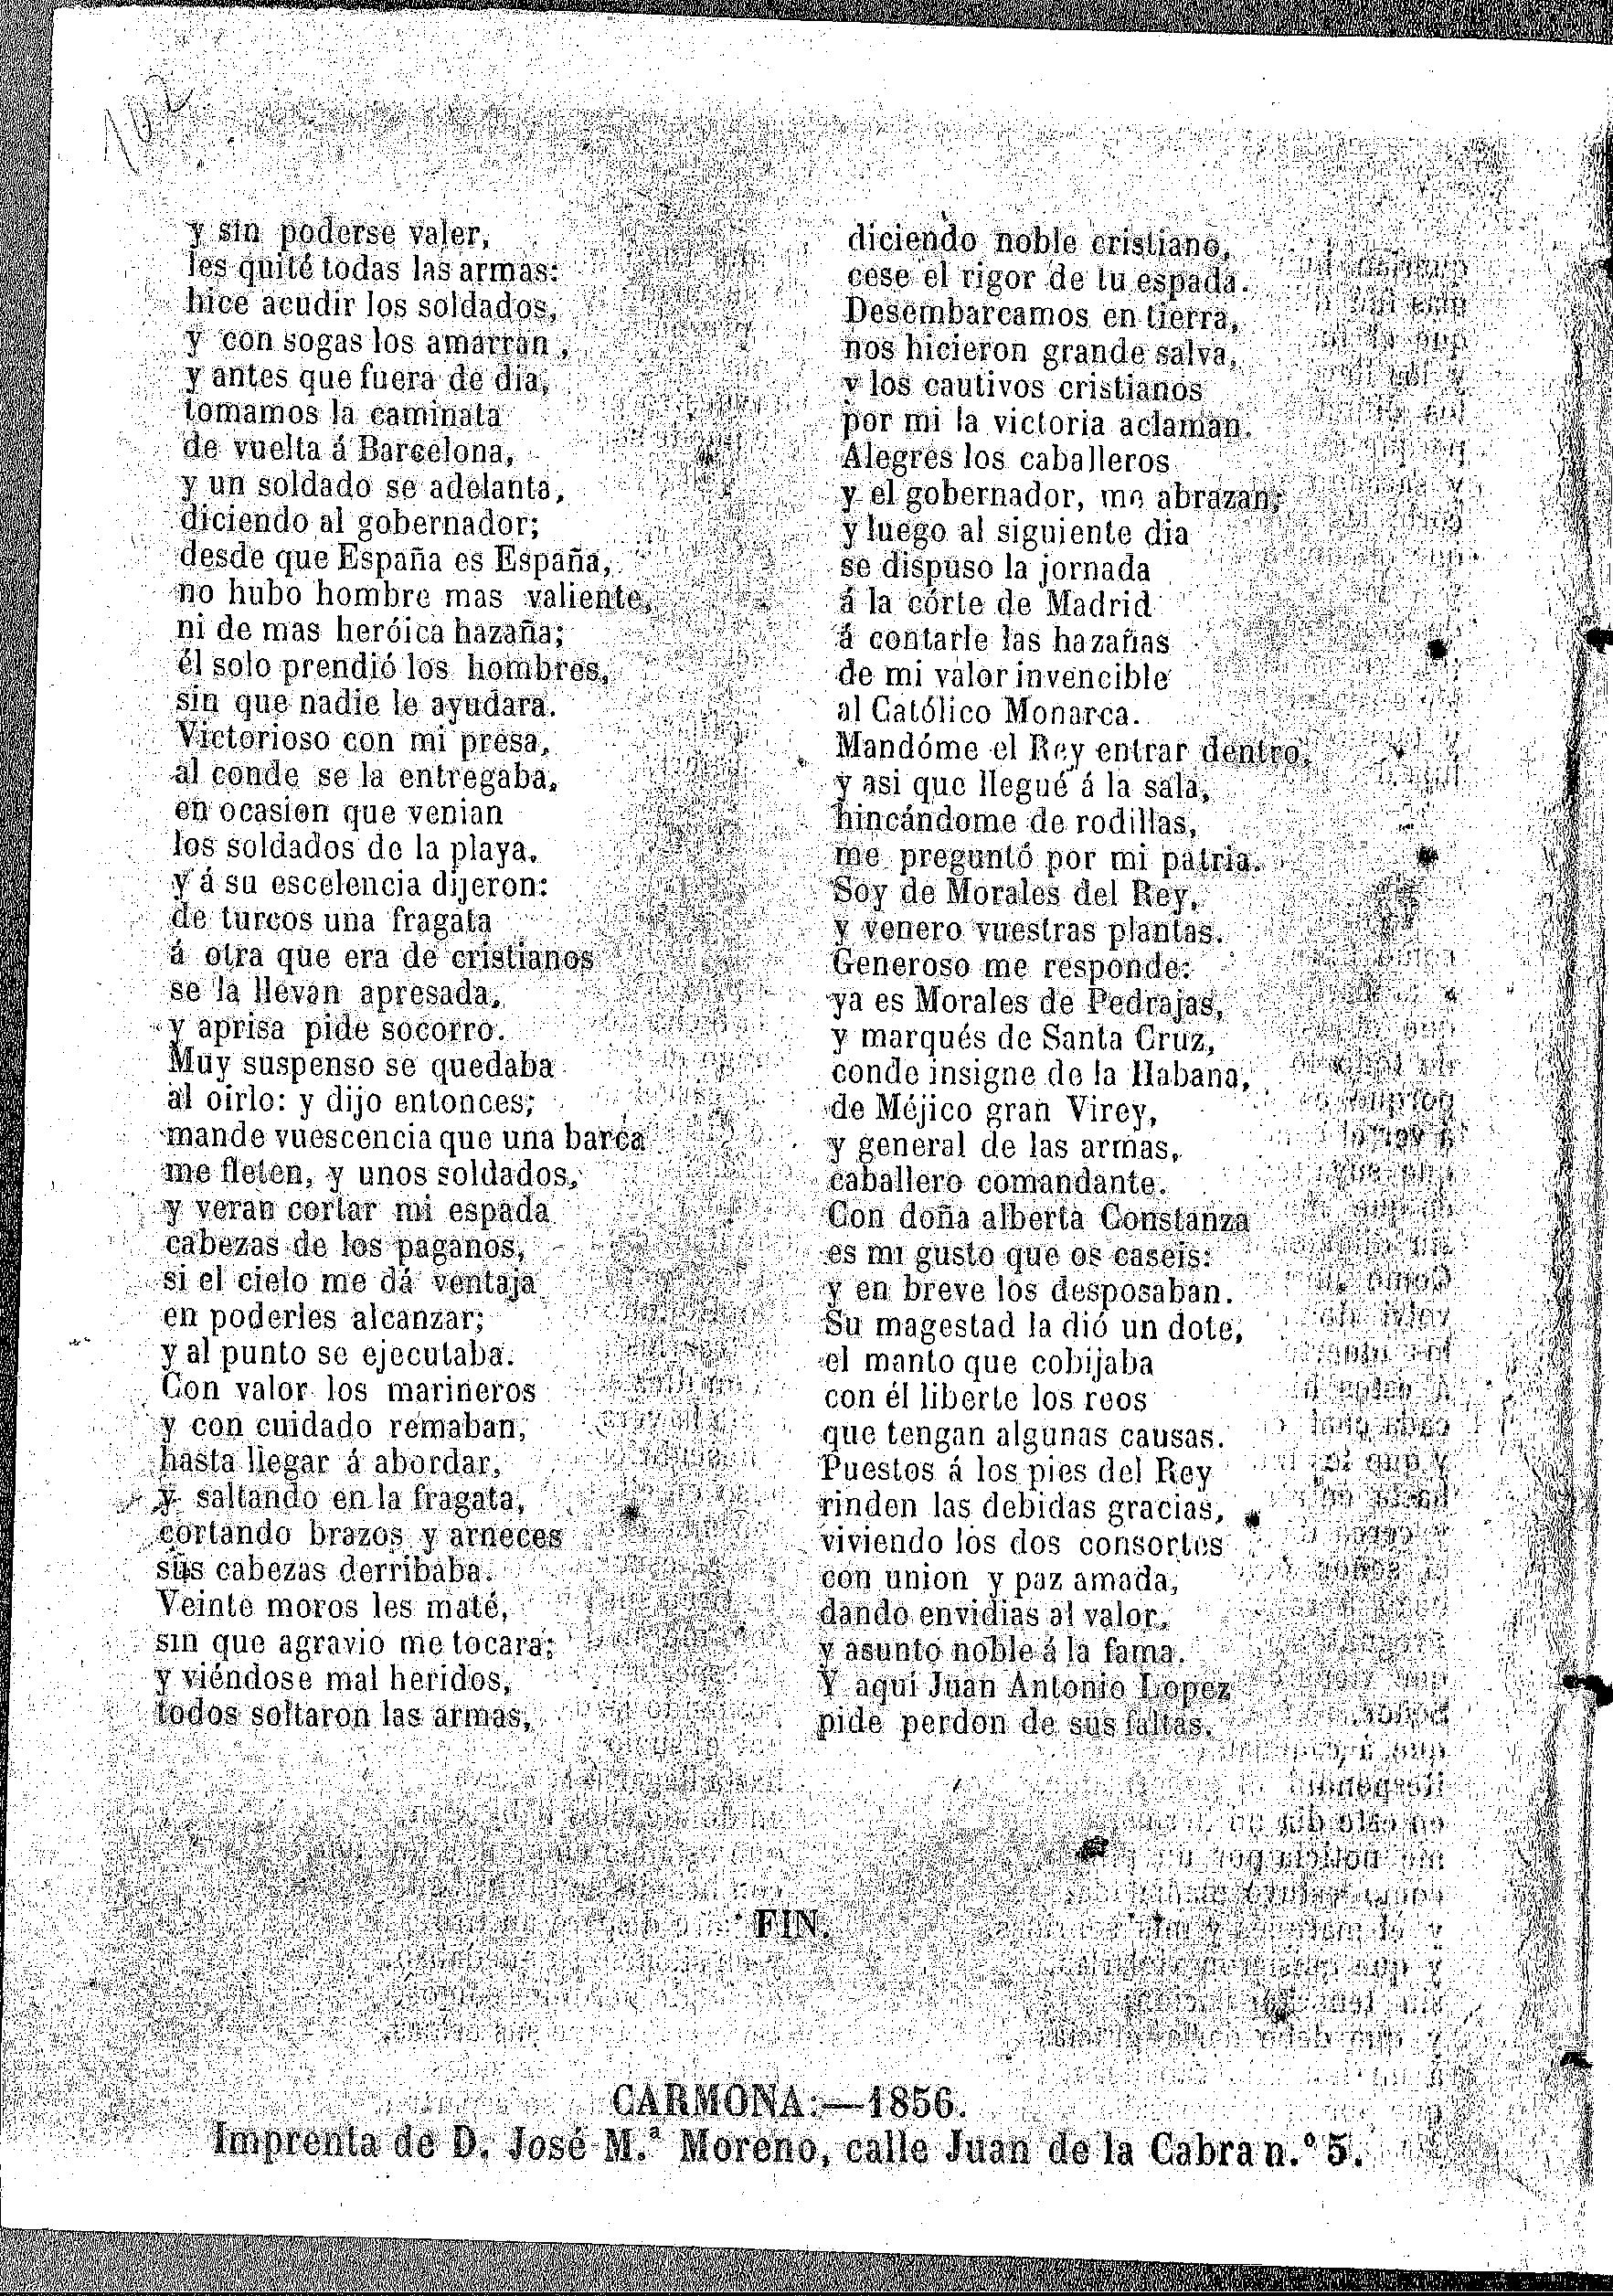 102
y sin poderse valer,
les quité todas las armas:
hice acudir los soldados,
y con sogas los amarran,
y antes que fuera de dia,
tomamos la caminata
de vuelta á Barcelona,
y un soldado se adelanta,
diciendo al gobernador;
desde que España es España,
no hubo hombre mas valiente,
ni de mas heróica hazaña;
él solo prendió los hombres,
sin que nadie le ayudara.
Victorioso con mi presa,
al conde se la entregaba,
en ocasion que venian
los soldados de la playa.
y á su escelencia dijeron:
de turcos una fragata
á otra que era de cristianos
se la llevan apresada,
y aprisa pide socorro.
Muy suspenso se quedaba
al oirlo: y dijo entonces;
mande vuescencia que una barca
me fleten, y unos soldados,
y veran cortar mi espada
cabezas de los paganos,
si el cielo me dá ventaja
en poderles alcanzar;
y al punto se ejecutaba.
Con valor los marineros
y con cuidado remaban,
hasta llegar á abordar,
y saltando en la fragata,
cortando brazos y arneces
sus cabezas derribaba.
Veinte moros les maté,
sin que agravio me tocara;
y viéndose mal heridos,
todos soltaron las armas,
diciendo noble cristiano,
cese el rigor de tu espada.
Desembarcamos en tierra,
nos hicieron grande salva,
y los cautivos cristianos
por mi la victoria aclaman.
Alegres los caballeros
y el gobernador, me abrazan;
y luego al siguiente dia
se dispuso la jornada
á la córte de Madrid
á contarle las hazañas
de mi valor invencible
al Católico Monarca.
Mandóme el Rey entrar dentro,
y asi que llegué á la sala,
hincándome de rodillas,
me preguntó por mi patria.
Soy de Morales del Rey,
y venero vuestras plantas.
Generoso me responde:
ya es Morales de Pedrajas,
y marqués de Santa Cruz,
conde insigne de la Habana,
de Méjico gran Virey,
y general de las armas,
caballero comandante.
Con doña alberta Constanza
es mi gusto que os caseis:
y en breve los desposaban.
Su magestad la dió un dote,
el manto que cobijaba
con él liberte los reos
que tengan algunas causas.
Puestos á los pies del Rey
rinden las debidas gracias,
viviendo los dos consortes
con union y paz amada,
dando envidias al valor,
y asunto noble á la fama.
Y aqui Juan Antonio Lopez
pide perdon de sus faltas.
FIN.
CARMONA:—1856.
Imprenta de D. José M.ª Moreno, calle Juan de la Cabra n.º 5.